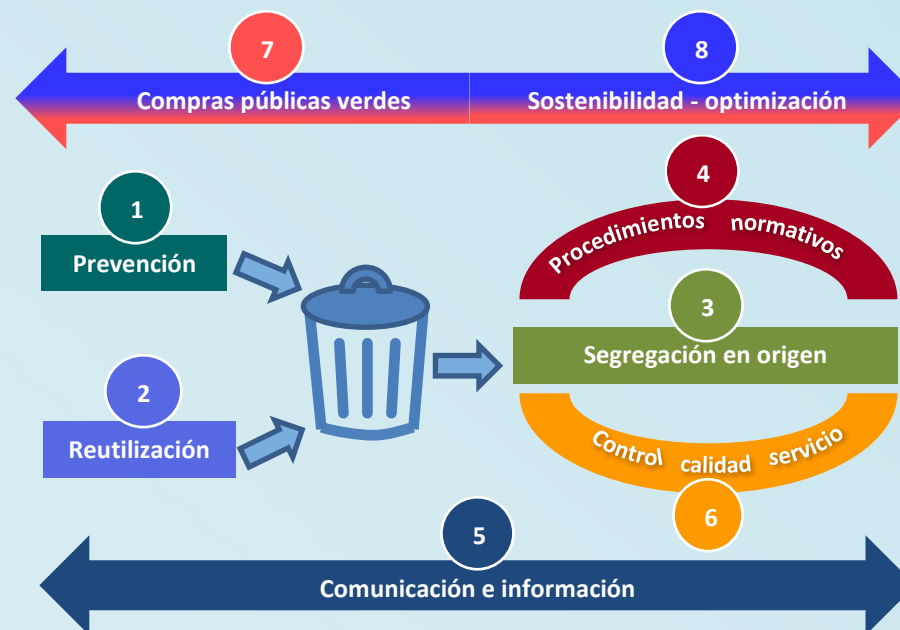 7
8
Compras públicas verdes
Sostenibilidad - optimización
4
Procedimientos normativos
1
Prevención
3
Segregación en origen
2
Reutilización
Control calidad servicio
6
5
Comunicación e información